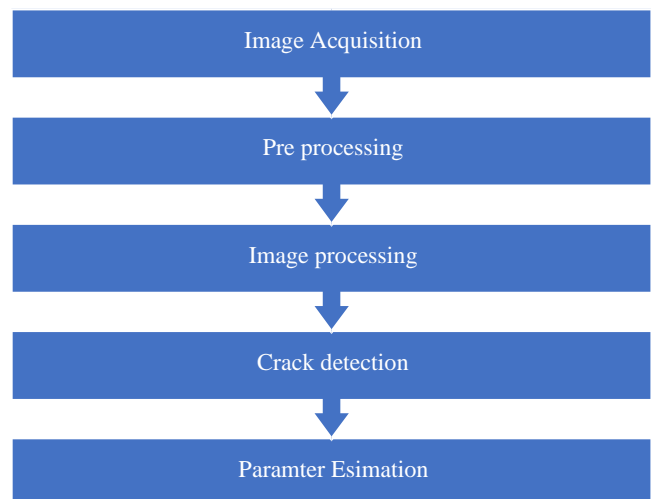 Image Acquisition
Pre processing
Image processing
Crack detection
Paramter Esimation